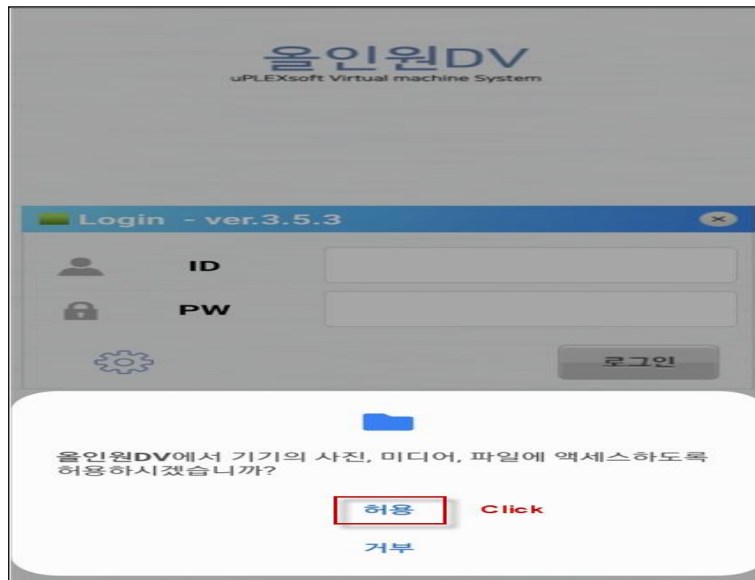 올인원DV
uPLEXsoft Virtual machine System
Login - ver.3.5.3
ID
PW
로그인
올인원DV에서 기기의 사진, 미디어, 파일에 액세스하도록
허용하시겠습니까?
허용 Click
거부